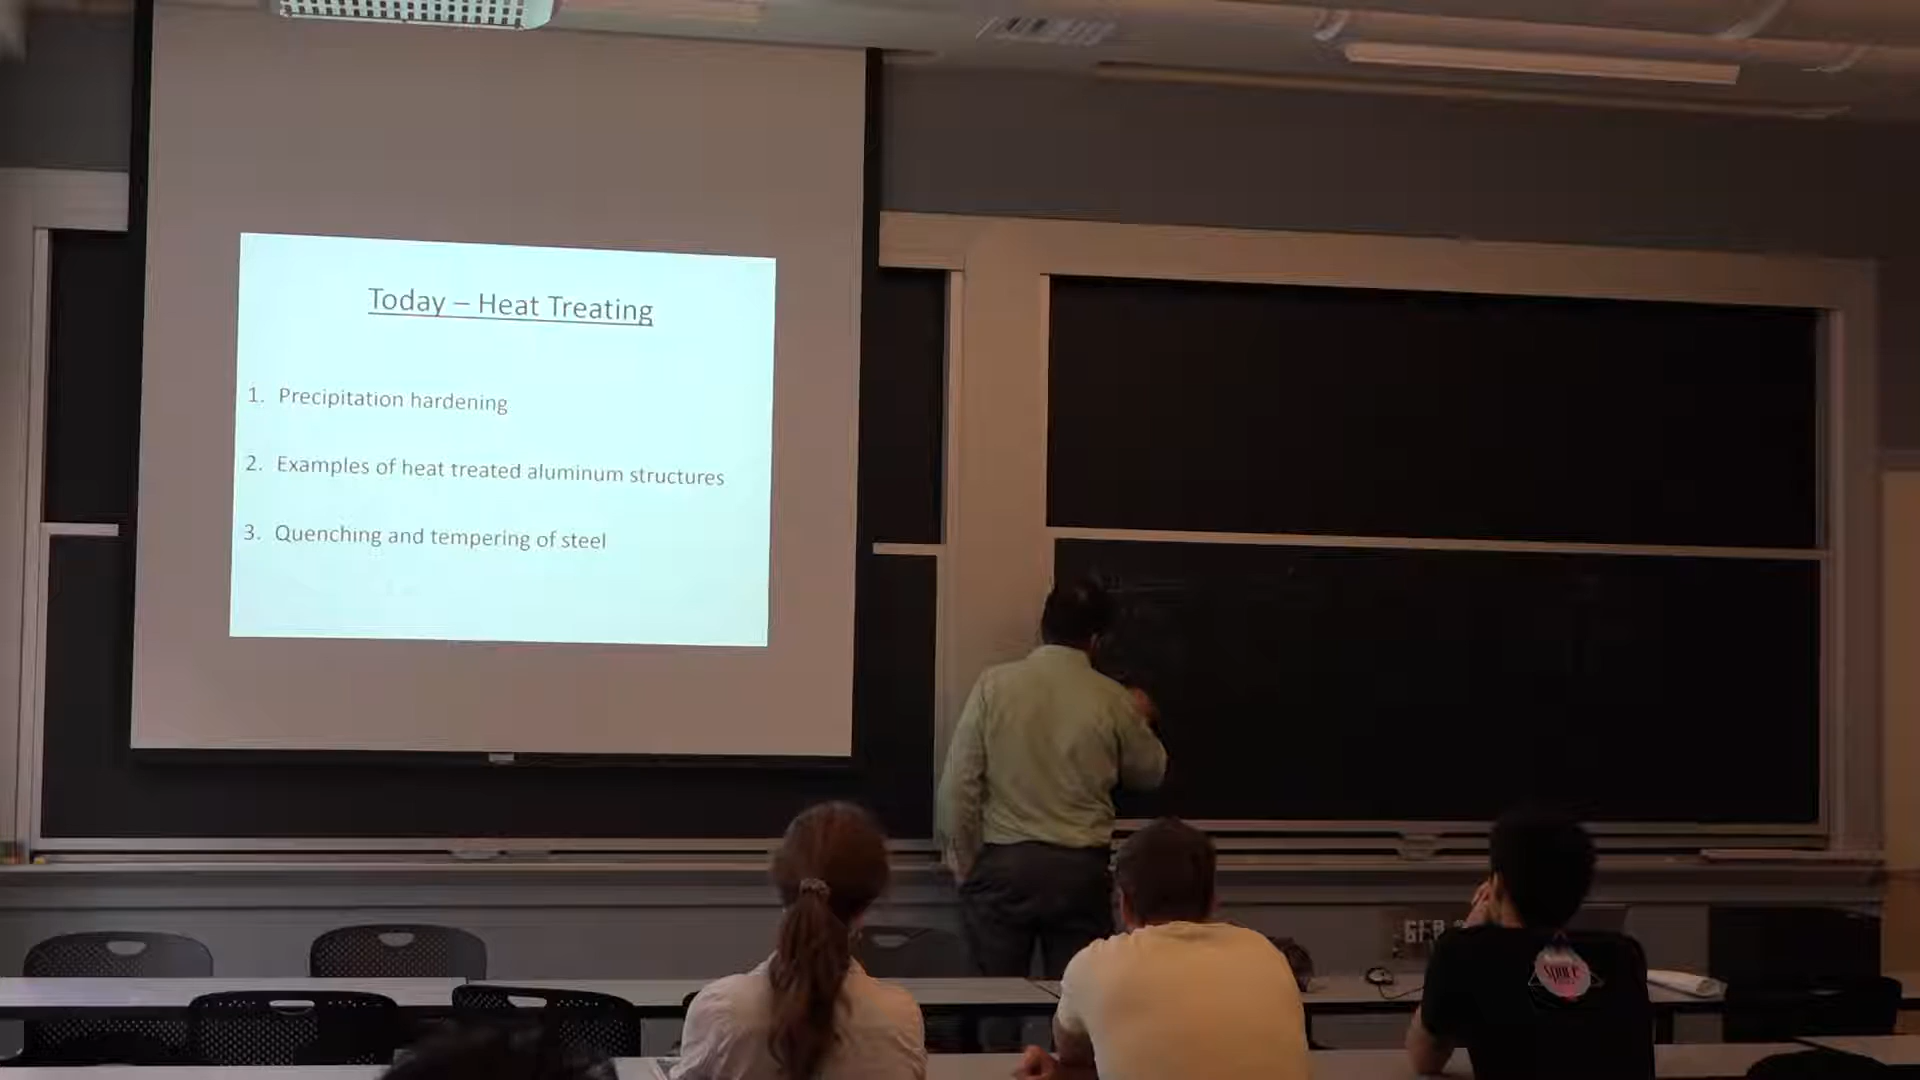 Today – Heat Treating
1. Precipitation hardening
2. Examples of heat treated aluminum structures
3. Quenching and tempering of steel